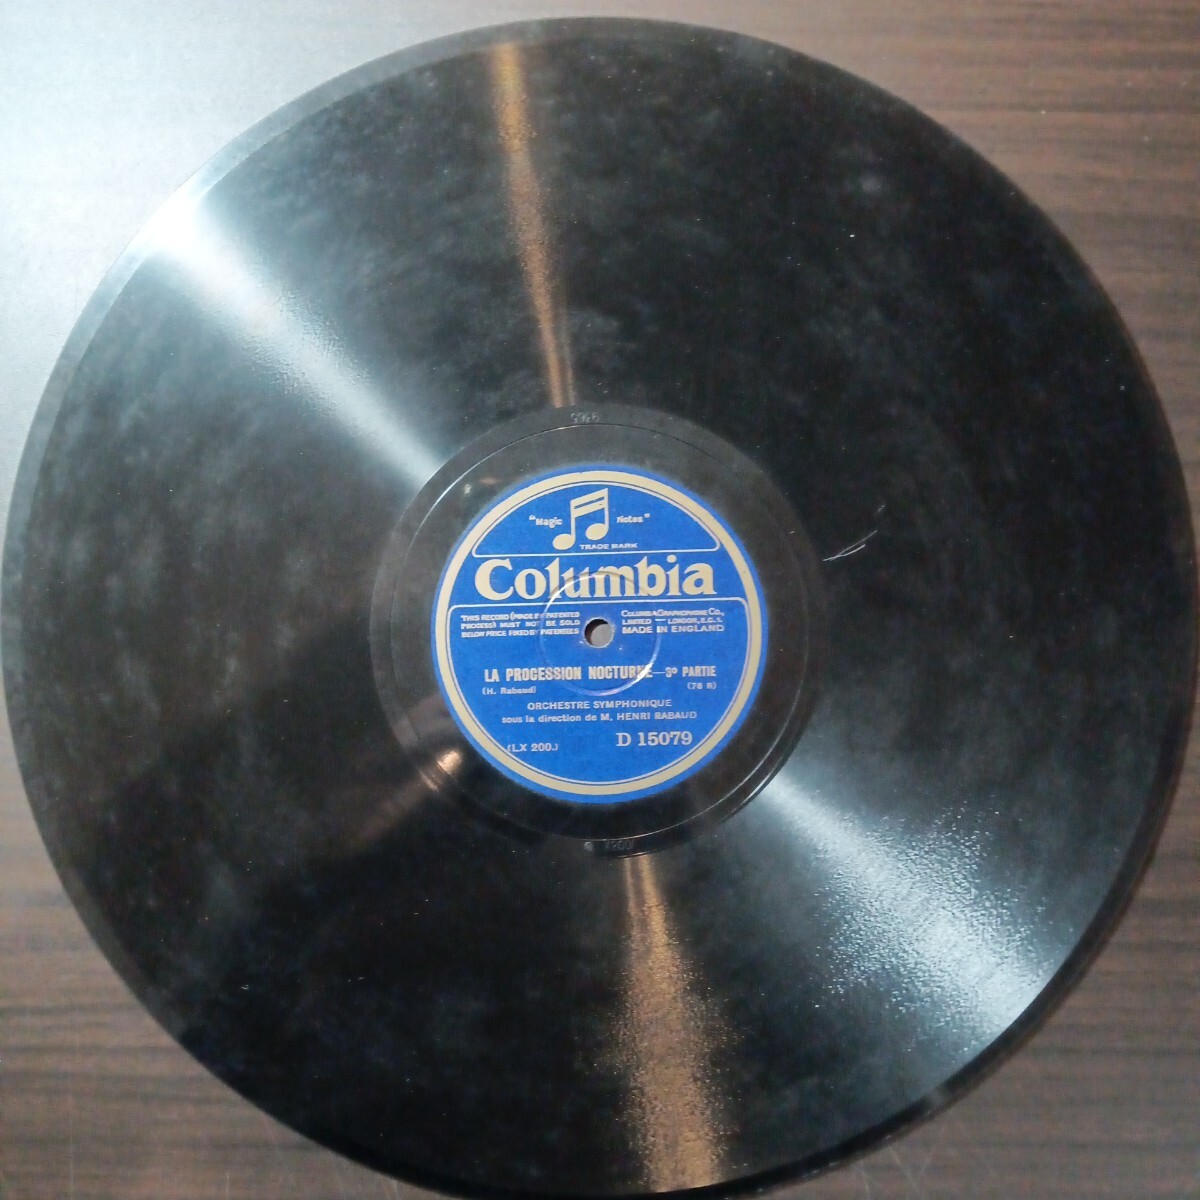 "Magic Notes"
TRADE MARK
Columbia
THIS RECORD (MADE BY PATENTED
PROCESS) MUST NOT BE SOLD
BELOW PRICE FIXED BY PATENTEES
COLUMBIA GRAPHOPHONE CO.,
LIMITED — LONDON, E.C.1.
MADE IN ENGLAND
LA PROCESSION NOCTURNE—3º PARTIE
(H. Rabaud) (78 R)
ORCHESTRE SYMPHONIQUE
sous la direction de M. HENRI RABAUD
(LX 200.) D 15079